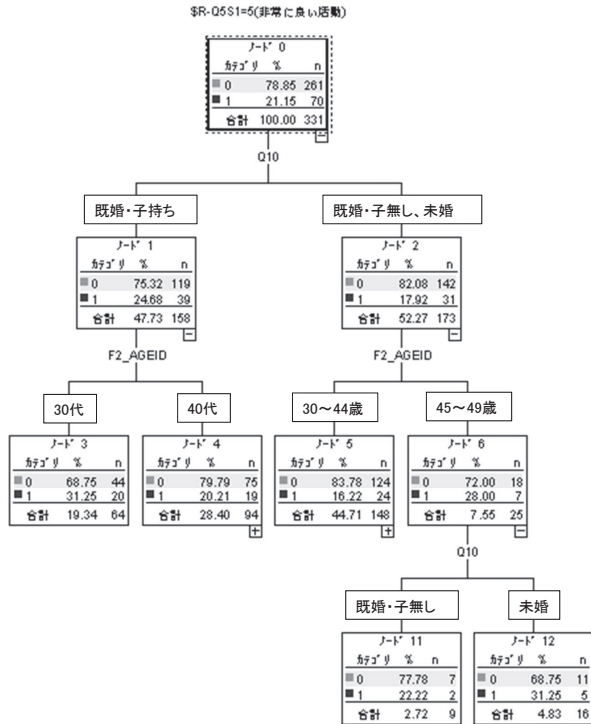 $R-Q5S1=5(非常に良い活動)
ノード 0
カテゴリ % n
0 78.85 261
1 21.15 70
合計 100.00 331
Q10
既婚・子持ち
既婚・子無し、未婚
ノード 1
カテゴリ % n
0 75.32 119
1 24.68 39
合計 47.73 158
ノード 2
カテゴリ % n
0 82.08 142
1 17.92 31
合計 52.27 173
F2_AGEID
F2_AGEID
30代
40代
30～44歳
45～49歳
ノード 3
カテゴリ % n
0 68.75 44
1 31.25 20
合計 19.34 64
ノード 4
カテゴリ % n
0 79.79 75
1 20.21 19
合計 28.40 94
ノード 5
カテゴリ % n
0 83.78 124
1 16.22 24
合計 44.71 148
ノード 6
カテゴリ % n
0 72.00 18
1 28.00 7
合計 7.55 25
Q10
既婚・子無し
未婚
ノード 11
カテゴリ % n
0 77.78 7
1 22.22 2
合計 2.72 9
ノード 12
カテゴリ % n
0 68.75 11
1 31.25 5
合計 4.83 16